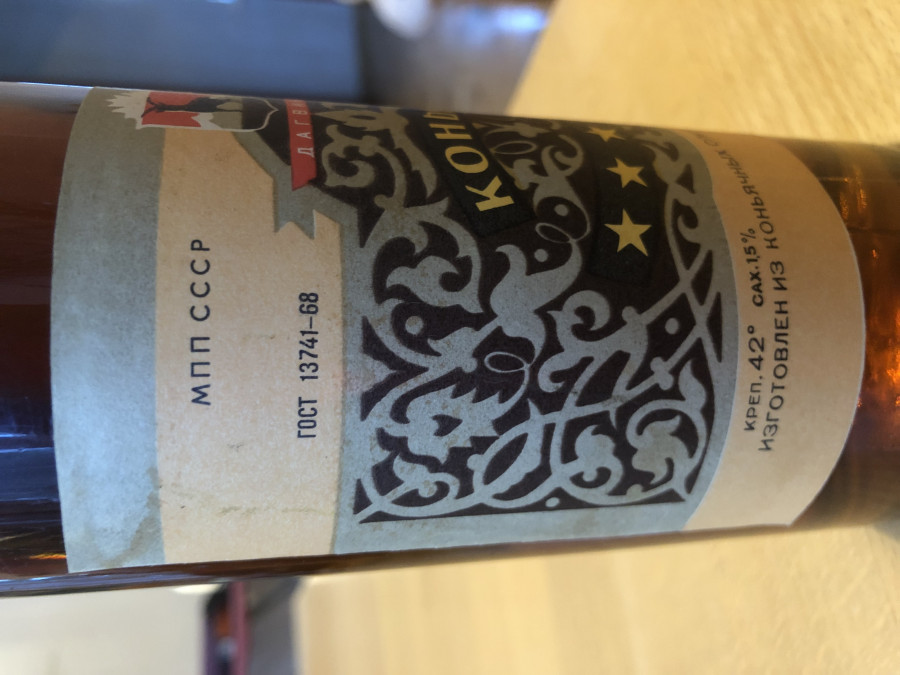 МПП СССР
ГОСТ 13741-68
КРЕП. 42° САХ. 1,5%
ИЗГОТОВЛЕН ИЗ КОНЬЯЧНЫХ